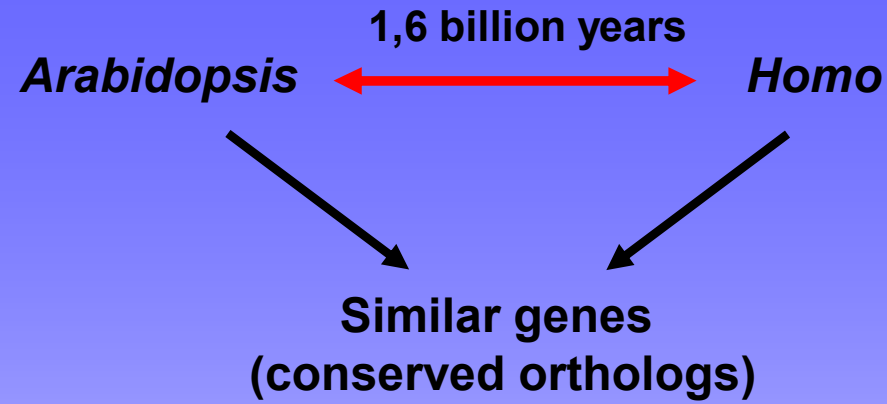 1,6 billion years
Arabidopsis Homo
Similar genes
(conserved orthologs)